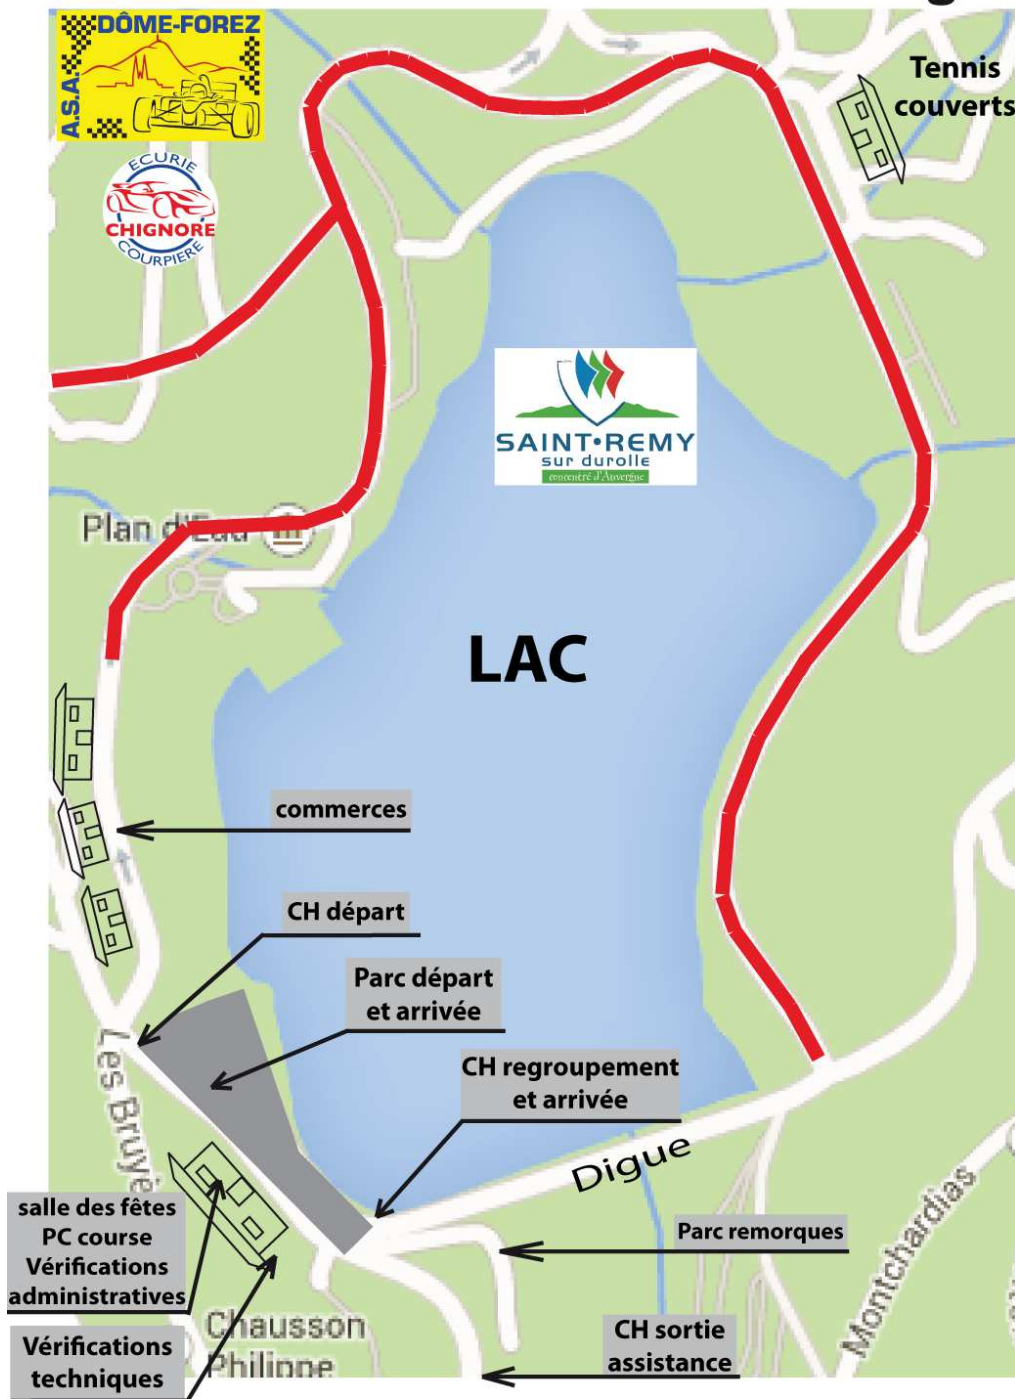 DÔME-FOREZ
A.S.A.
ECURIE
CHIGNORE
COURPIERE
Tennis
couverts
SAINT•REMY
sur durolle
concentré d'Auvergne
Plan d'Eau
LAC
commerces
CH départ
Parc départ
et arrivée
CH regroupement
et arrivée
Digue
Les Bruyè
salle des fêtes
PC course
Vérifications
administratives
Parc remorques
Montchardias
Chausson
Philippe
CH sortie
assistance
Vérifications
techniques